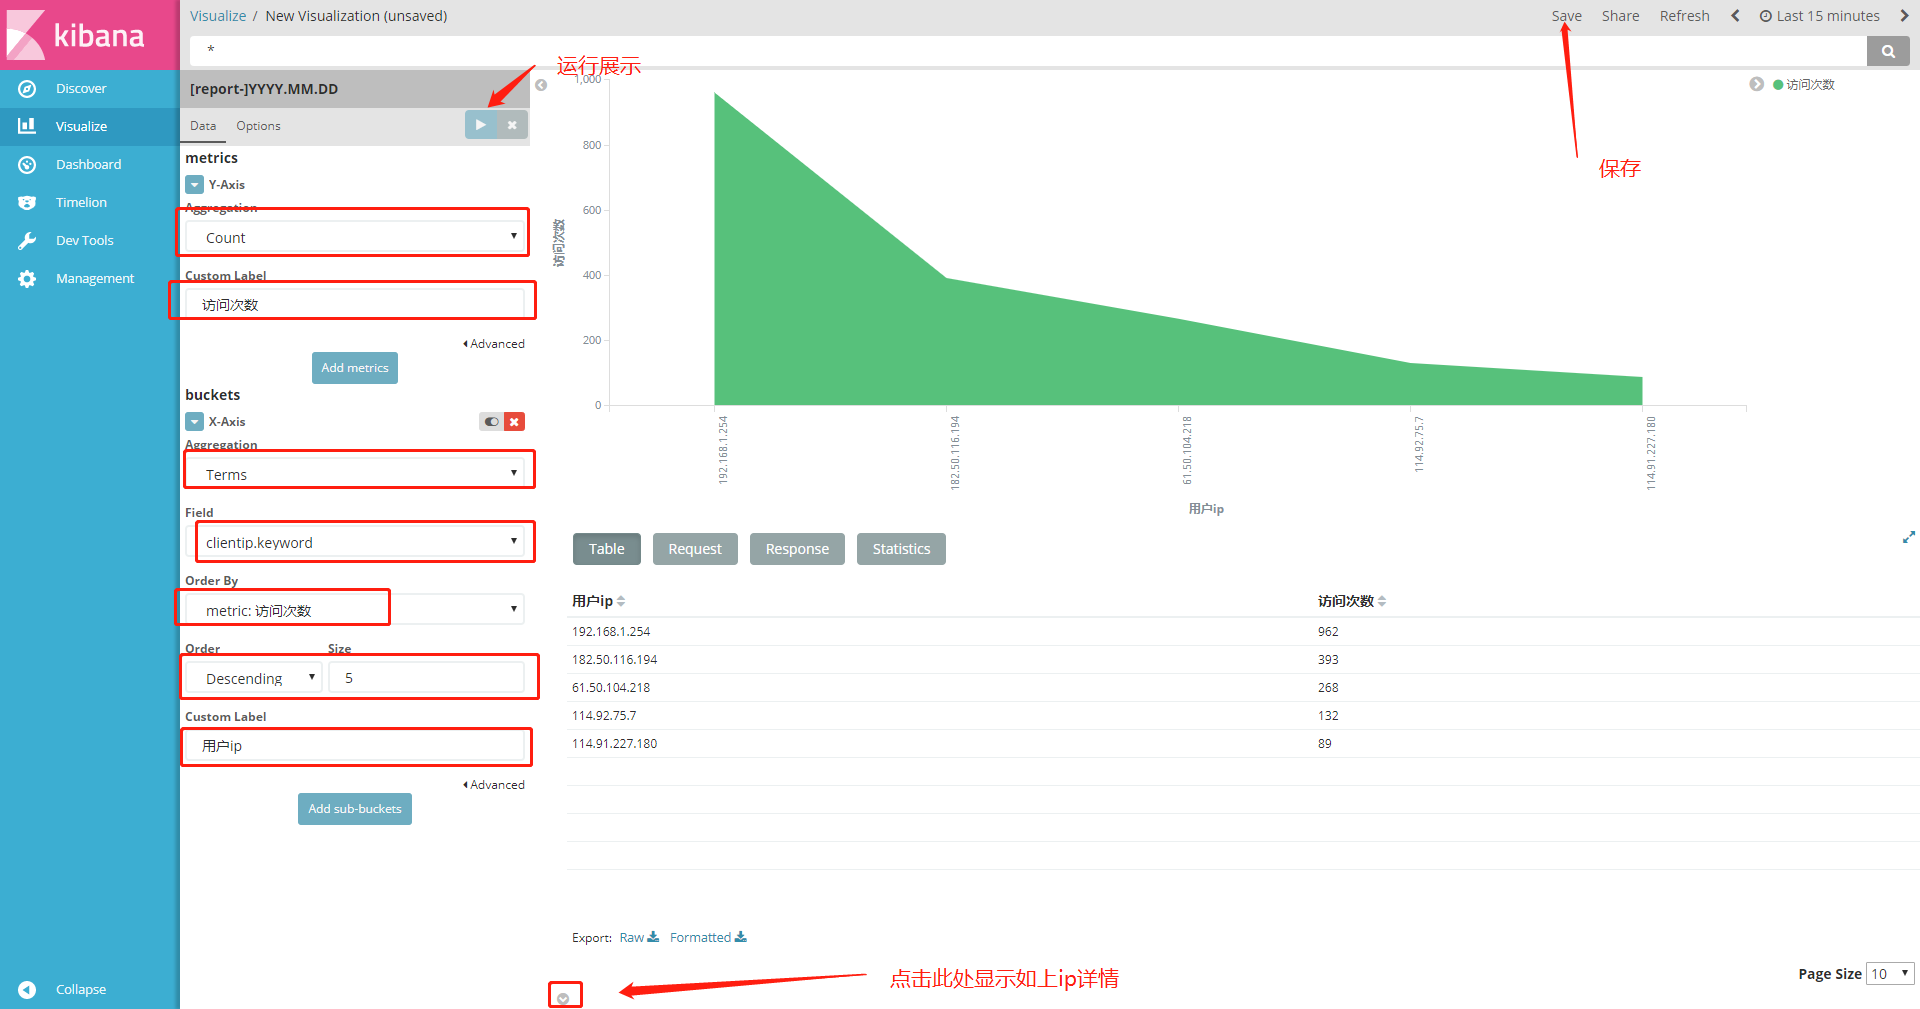 kibana
Discover
Visualize
Dashboard
Timelion
Dev Tools
Management
Collapse
Visualize / New Visualization (unsaved)
Save Share Refresh Last 15 minutes
*
运行展示
保存
[report-]YYYY.MM.DD
Data Options
metrics
Y-Axis
Aggregation
Count
Custom Label
访问次数
Advanced
Add metrics
buckets
X-Axis
Aggregation
Terms
Field
clientip.keyword
Order By
metric: 访问次数
Order Size
Descending 5
Custom Label
用户ip
Advanced
Add sub-buckets
访问次数
1,000
800
600
400
200
0
访问次数
192.168.1.254
182.50.116.194
61.50.104.218
114.92.75.7
114.91.227.180
用户ip
Table Request Response Statistics
用户ip 访问次数
192.168.1.254 962
182.50.116.194 393
61.50.104.218 268
114.92.75.7 132
114.91.227.180 89
Export: Raw Formatted
点击此处显示如上ip详情
Page Size 10